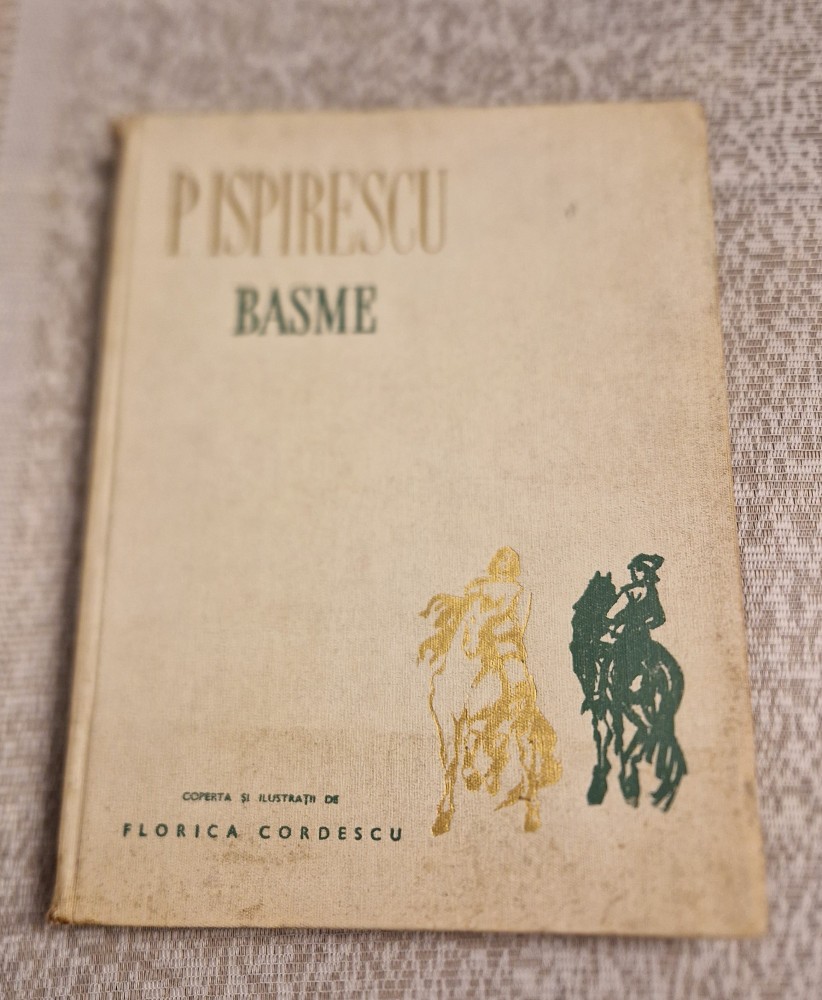 P ISPIRESCU
BASME
COPERTA ȘI ILUSTRAȚII DE
FLORICA CORDESCU